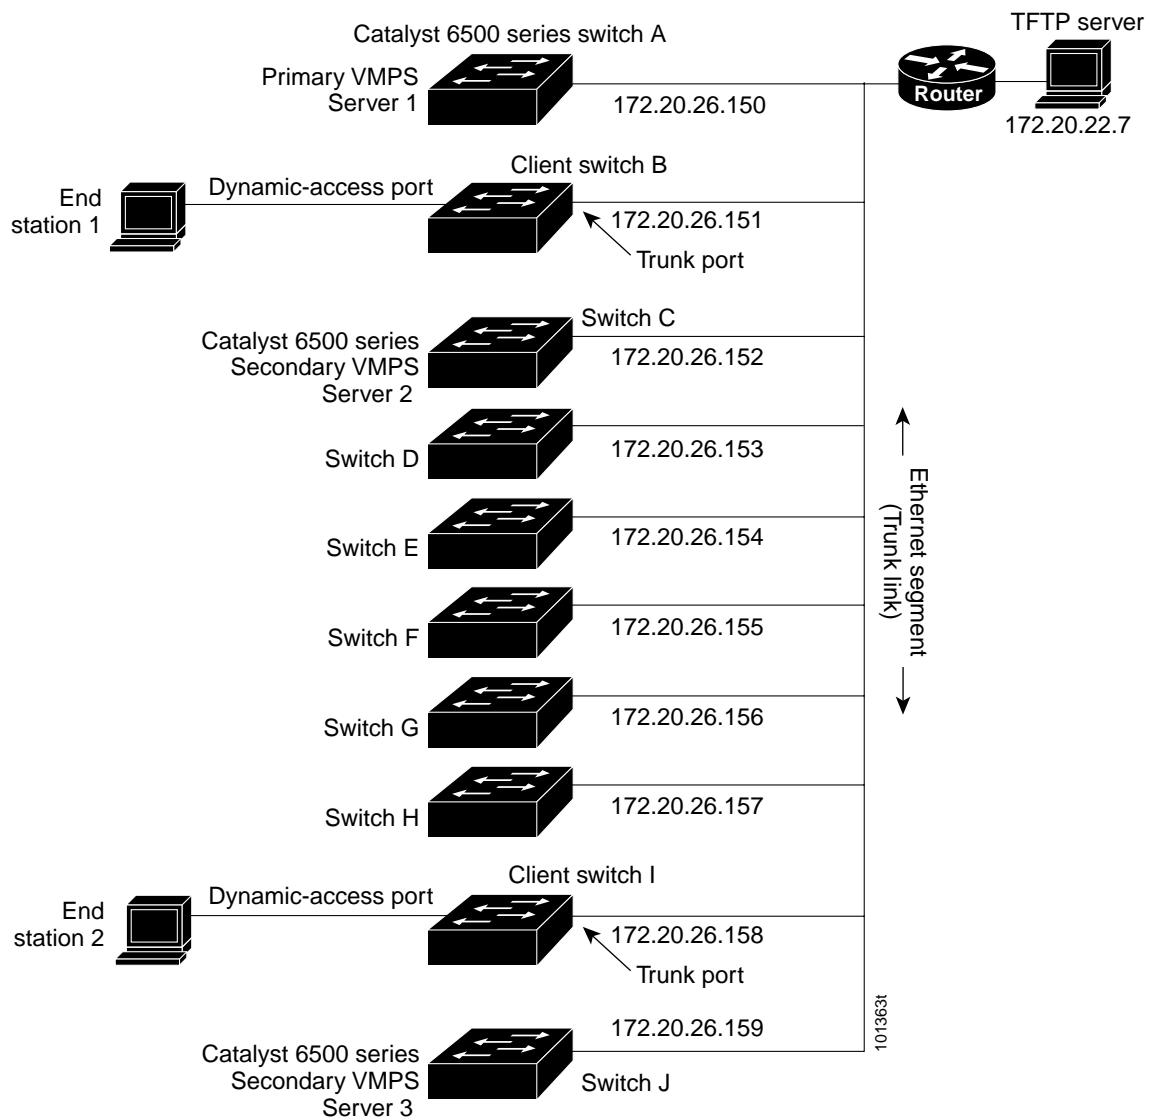 TFTP server
Catalyst 6500 series switch A
Primary VMPS
Server 1
172.20.26.150
Router
172.20.22.7
Client switch B
End
station 1
Dynamic-access port
172.20.26.151
Trunk port
Switch C
Catalyst 6500 series
Secondary VMPS
Server 2
172.20.26.152
Switch D
172.20.26.153
Switch E
172.20.26.154
Ethernet segment
(Trunk link)
Switch F
172.20.26.155
Switch G
172.20.26.156
Switch H
172.20.26.157
Client switch I
End
station 2
Dynamic-access port
172.20.26.158
Trunk port
101363t
172.20.26.159
Catalyst 6500 series
Secondary VMPS
Server 3
Switch J